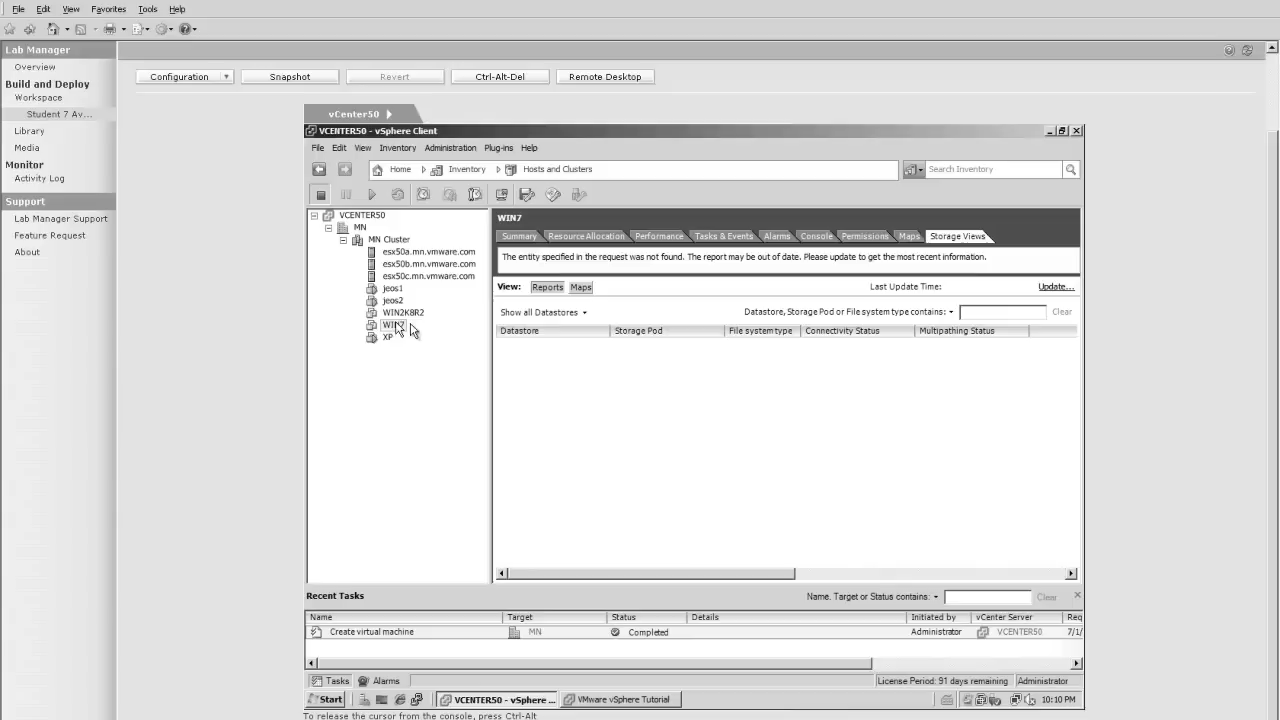 File Edit View Favorites Tools Help
Lab Manager
Overview
Build and Deploy
Workspace
Student 7 Av...
Library
Media
Monitor
Activity Log
Support
Lab Manager Support
Feature Request
About
Configuration Snapshot Revert Ctrl-Alt-Del Remote Desktop
vCenter50
VCENTER50 - vSphere Client
File Edit View Inventory Administration Plug-ins Help
Home Inventory Hosts and Clusters Search Inventory
VCENTER50
MN
MN Cluster
esx50a.mn.vmware.com
esx50b.mn.vmware.com
esx50c.mn.vmware.com
jeos1
jeos2
WIN2K8R2
WIN7
XP
WIN7
Summary Resource Allocation Performance Tasks & Events Alarms Console Permissions Maps Storage Views
The entity specified in the request was not found. The report may be out of date. Please update to get the most recent information.
View: Reports Maps Last Update Time: Update...
Show all Datastores Datastore, Storage Pod or File system type contains: Clear
Datastore Storage Pod File system type Connectivity Status Multipathing Status
Recent Tasks Name, Target or Status contains: Clear
Name Target Status Details Initiated by vCenter Server Req
Create virtual machine MN Completed Administrator VCENTER50 7/1/
Tasks Alarms License Period: 91 days remaining Administrator
Start VCENTER50 - vSphere ... VMware vSphere Tutorial 10:10 PM
To release the cursor from the console, press Ctrl-Alt